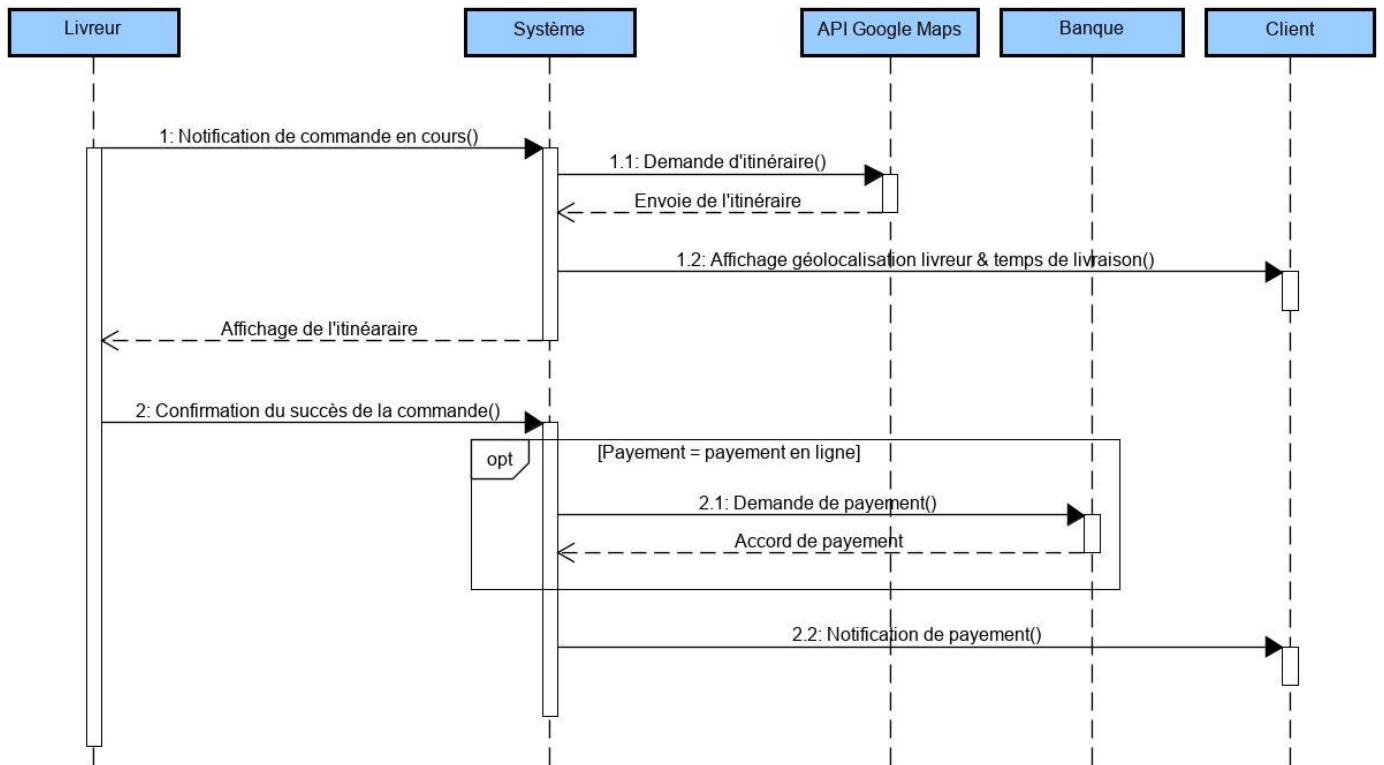 Livreur
Système
API Google Maps
Banque
Client
1: Notification de commande en cours()
1.1: Demande d'itinéraire()
Envoie de l'itinéraire
1.2: Affichage géolocalisation livreur & temps de livraison()
Affichage de l'itinéaraire
2: Confirmation du succès de la commande()
opt
[Payement = payement en ligne]
2.1: Demande de payement()
Accord de payement
2.2: Notification de payement()